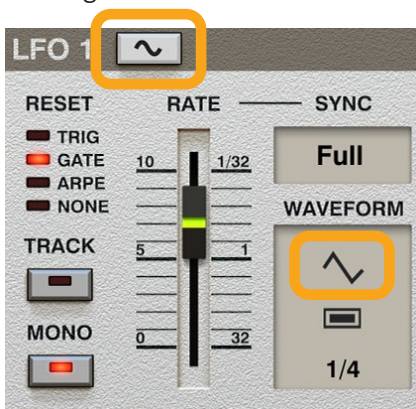 LFO 1
RESET RATE SYNC
TRIG
GATE
ARPE
NONE
10 1/32
5 1
0 32
Full
WAVEFORM
TRACK
MONO
1/4